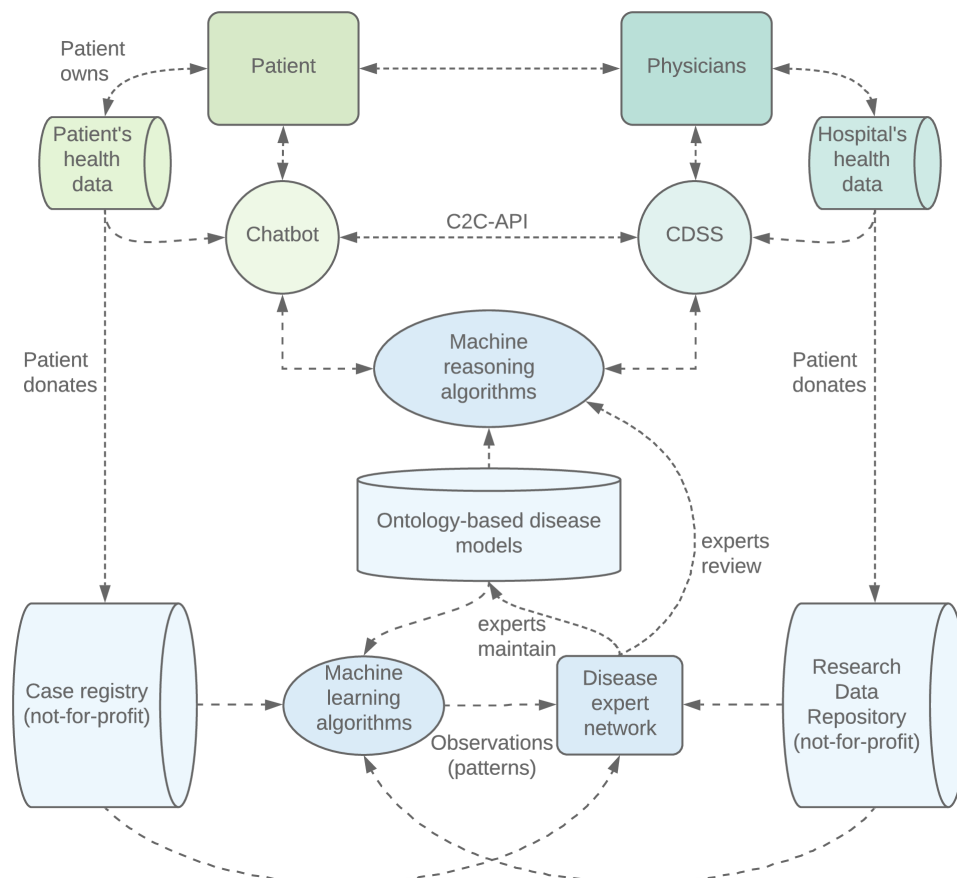 Patient
owns
Patient
Physicians
Patient's
health
data
Hospital's
health
data
Chatbot
C2C-API
CDSS
Machine
reasoning
algorithms
Patient
donates
Patient
donates
Ontology-based disease
models
experts
review
experts
maintain
Case registry
(not-for-profit)
Machine
learning
algorithms
Observations
(patterns)
Disease
expert
network
Research
Data
Repository
(not-for-profit)